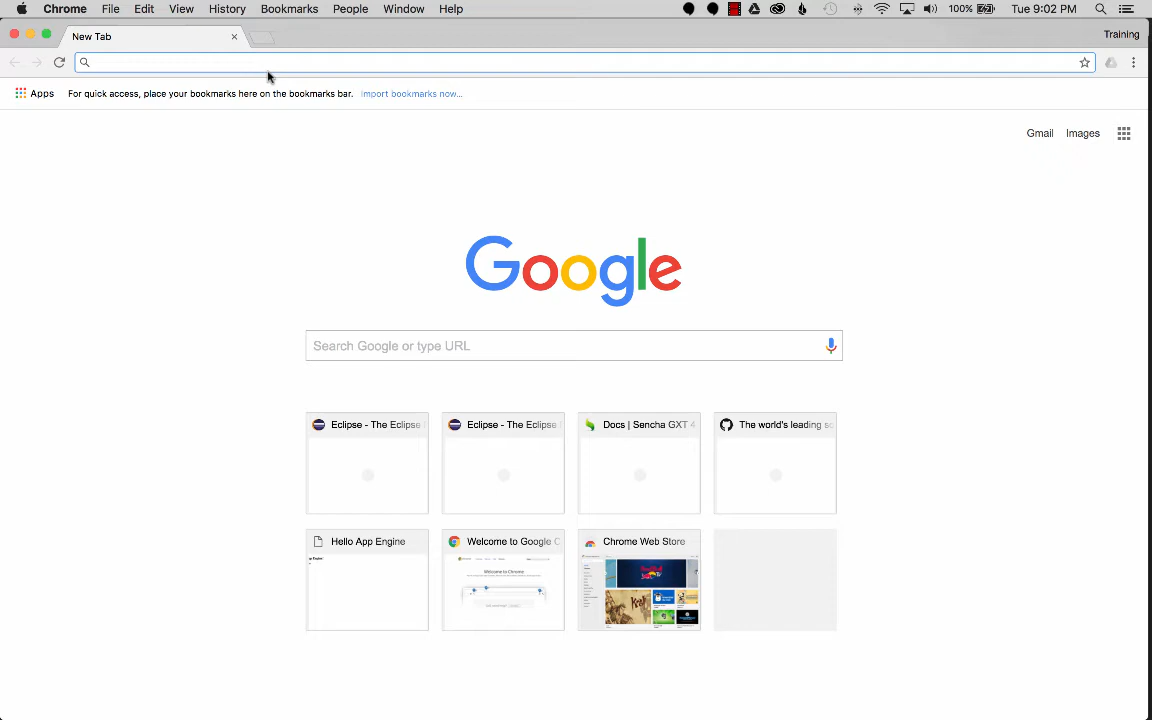 Chrome File Edit View History Bookmarks People Window Help 100% Tue 9:02 PM
New Tab
Training
Apps For quick access, place your bookmarks here on the bookmarks bar. Import bookmarks now...
Gmail Images
Google
Search Google or type URL
Eclipse - The Eclipse
Eclipse - The Eclipse
Docs | Sencha GXT 4
The world's leading so
Hello App Engine
Welcome to Google C
Chrome Web Store
Welcome to Chrome